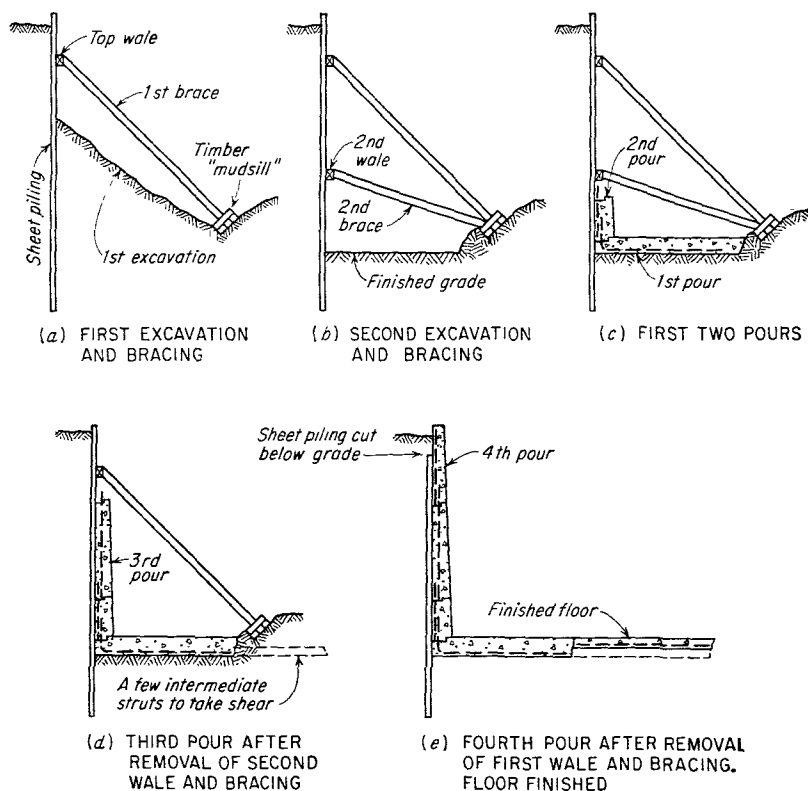 Top wale
1st brace
Timber
"mudsill"
Sheet piling
1st excavation
(a) FIRST EXCAVATION
AND BRACING
2nd
wale
2nd
brace
Finished grade
(b) SECOND EXCAVATION
AND BRACING
2nd
pour
1st pour
(c) FIRST TWO POURS
3rd
pour
A few intermediate
struts to take shear
(d) THIRD POUR AFTER
REMOVAL OF SECOND
WALE AND BRACING
Sheet piling cut
below grade
4th pour
Finished floor
(e) FOURTH POUR AFTER REMOVAL
OF FIRST WALE AND BRACING.
FLOOR FINISHED